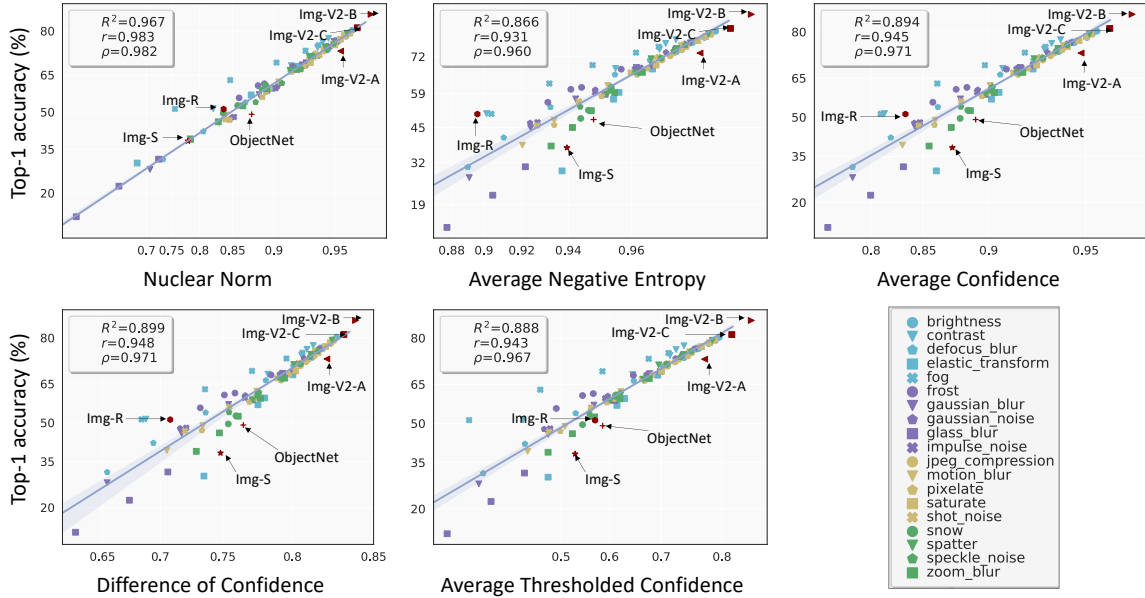 Top-1 accuracy (%)
80
65
50
35
20
R²=0.967
r=0.983
ρ=0.982
Img-V2-B
Img-V2-C
Img-V2-A
Img-R
ObjectNet
Img-S
0.7 0.75 0.8 0.85 0.9 0.95
Nuclear Norm
72
59
45
32
19
R²=0.866
r=0.931
ρ=0.960
Img-V2-B
Img-V2-C
Img-V2-A
ObjectNet
Img-R
Img-S
0.88 0.9 0.92 0.94 0.96
Average Negative Entropy
80
65
50
35
20
R²=0.894
r=0.945
ρ=0.971
Img-V2-B
Img-V2-C
Img-V2-A
Img-R
ObjectNet
Img-S
0.8 0.9 0.95
Average Confidence
Top-1 accuracy (%)
80
65
50
35
20
R²=0.899
r=0.948
ρ=0.971
Img-V2-B
Img-V2-C
Img-V2-A
Img-R
ObjectNet
Img-S
0.65 0.7 0.8 0.85
Difference of Confidence
80
65
50
35
20
R²=0.888
r=0.943
ρ=0.967
Img-V2-B
Img-V2-C
Img-V2-A
Img-R
ObjectNet
Img-S
0.5 0.6 0.7 0.8
Average Thresholded Confidence
brightness
contrast
defocus_blur
elastic_transform
fog
frost
gaussian_blur
gaussian_noise
glass_blur
impulse_noise
jpeg_compression
motion_blur
pixelate
saturate
shot_noise
snow
spatter
speckle_noise
zoom_blur